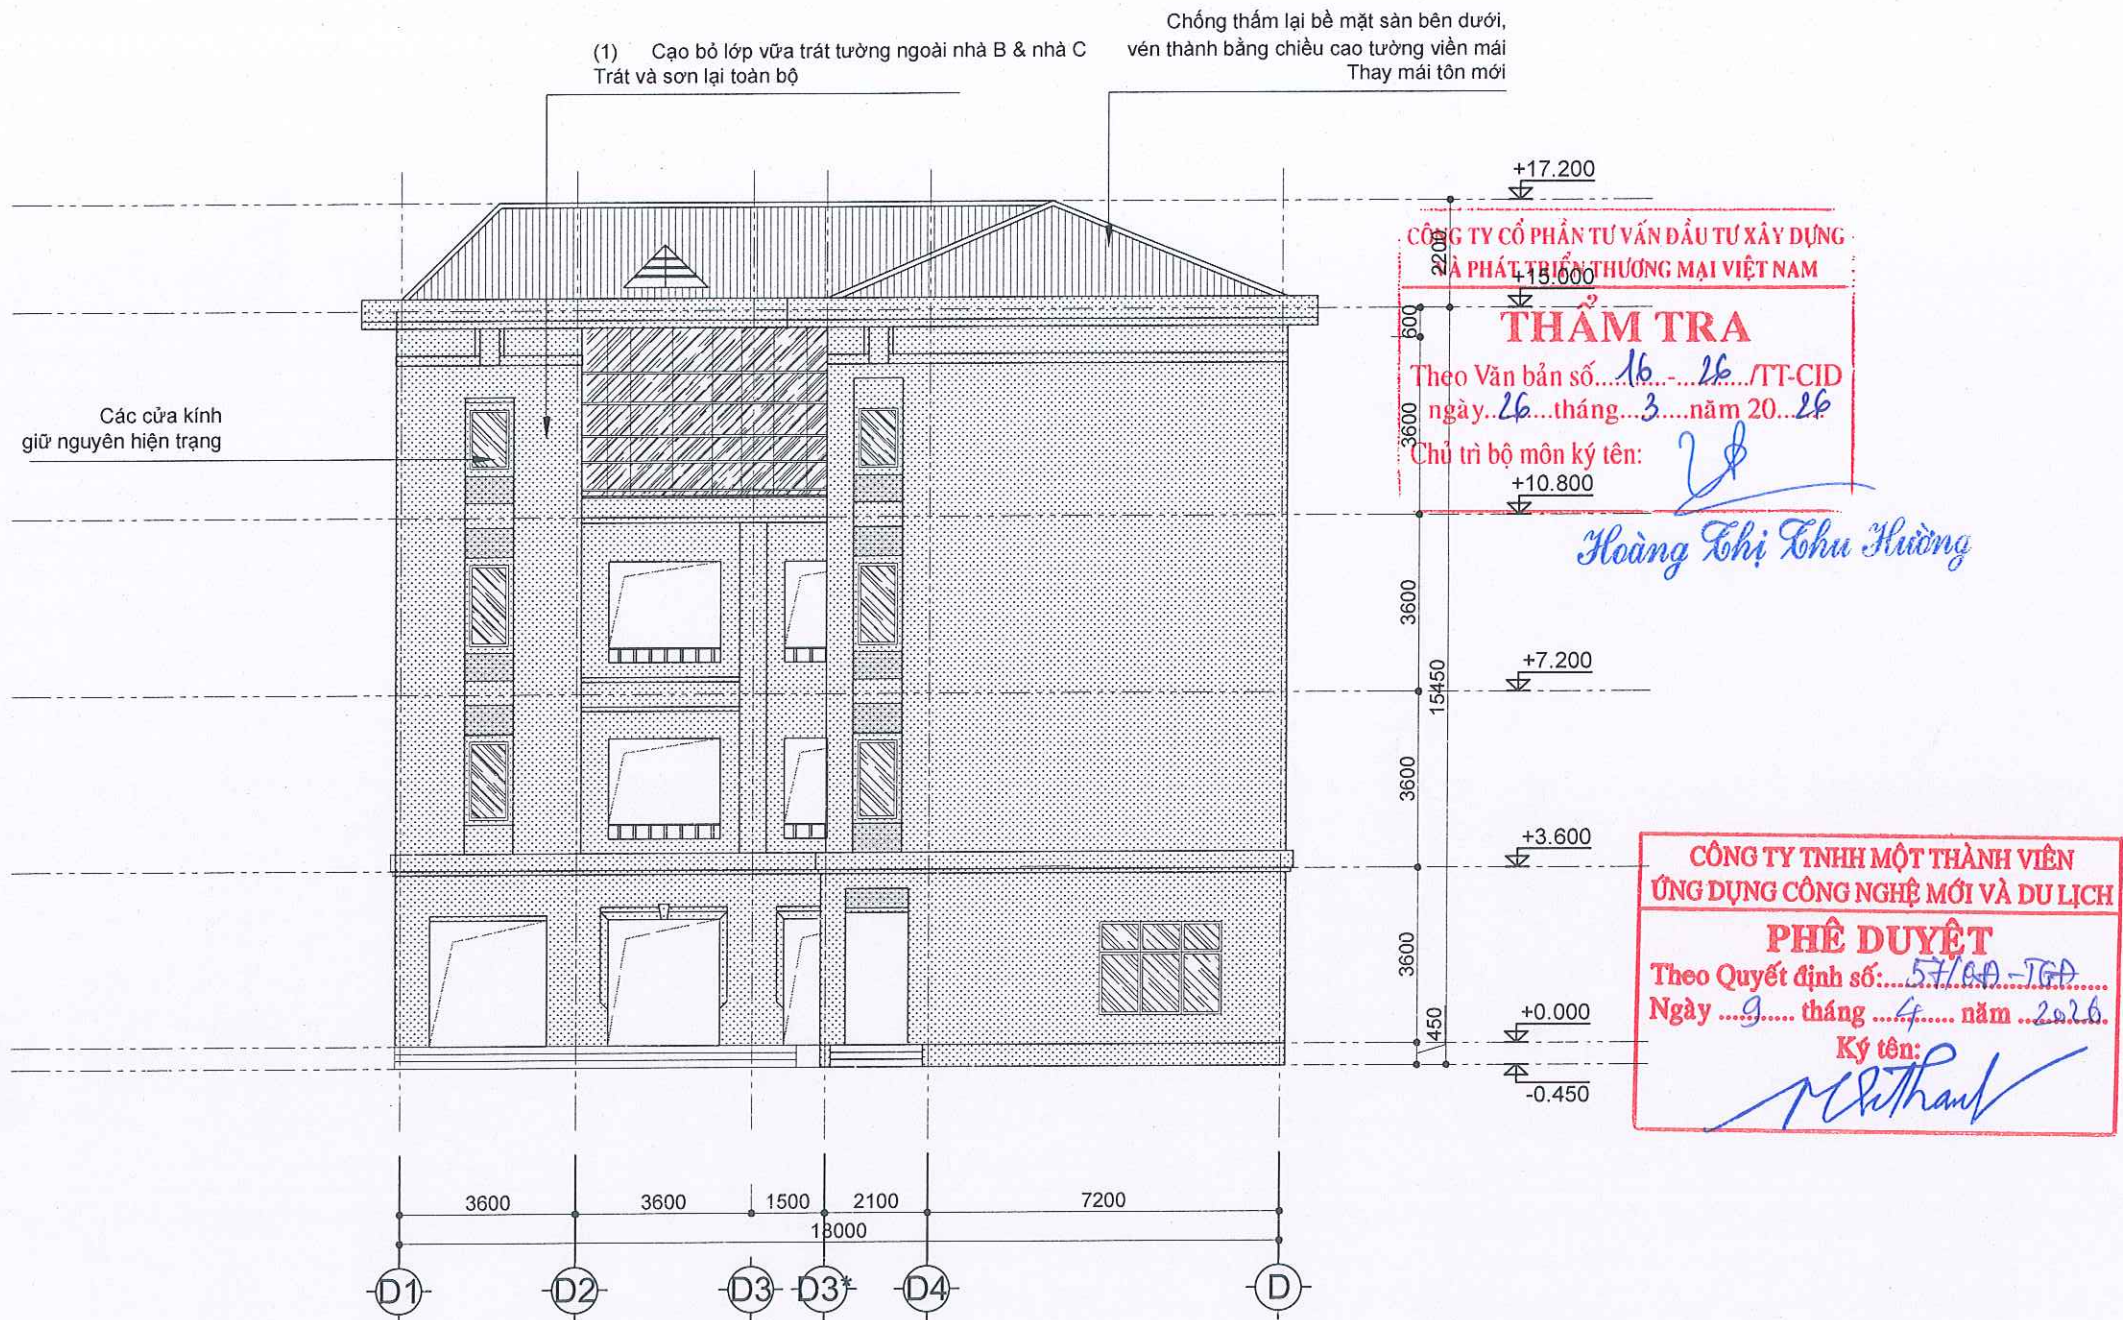 Chống thấm lại bề mặt sàn bên dưới,
(1) Cạo bỏ lớp vữa trát tường ngoài nhà B & nhà C
vén thành bằng chiều cao tường viền mái
Trát và sơn lại toàn bộ
Thay mái tôn mới
+17.200
CÔNG TY CỔ PHẦN TƯ VẤN ĐẦU TƯ XÂY DỰNG
VÀ PHÁT TRIỂN THƯƠNG MẠI VIỆT NAM
2200
+15.000
THẨM TRA
600
Theo Văn bản số...16...-...26.../TT-CID
ngày..26...tháng...3....năm 20..26
3600
Chủ trì bộ môn ký tên:
Các cửa kính
giữ nguyên hiện trạng
+10.800
Hoàng Thị Thu Hường
3600
+7.200
15450
3600
+3.600
CÔNG TY TNHH MỘT THÀNH VIÊN
ỨNG DỤNG CÔNG NGHỆ MỚI VÀ DU LỊCH
PHÊ DUYỆT
3600
Theo Quyết định số:...57/QĐ-TGĐ...
Ngày ....9.... tháng ....4.... năm ...2026.
+0.000
450
Ký tên:
-0.450
3600 3600 1500 2100 7200
18000
D1 D2 D3 D3* D4 D